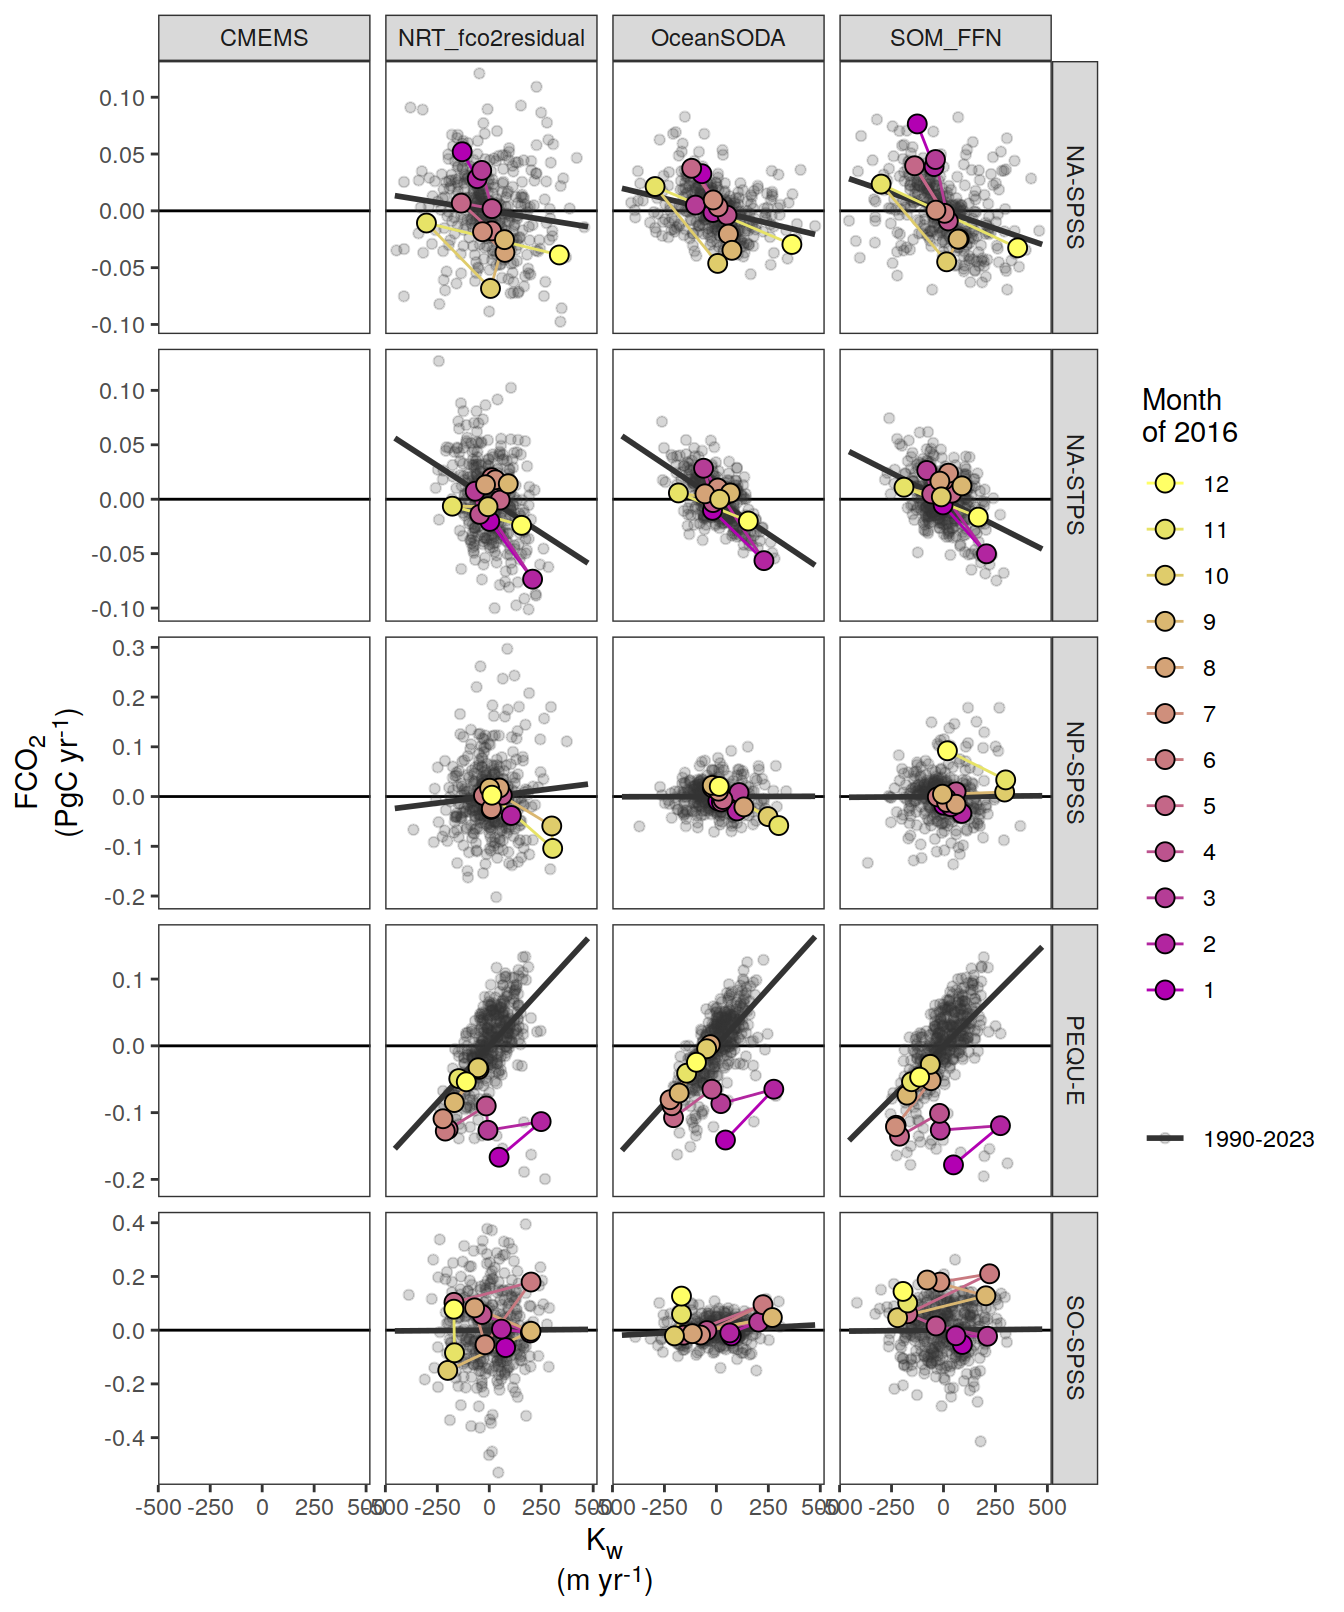 CMEMS NRT_fco2residual OceanSODA SOM_FFN
0.10
0.05
0.00
-0.05
-0.10
NA-SPSS
0.10
0.05
0.00
-0.05
-0.10
NA-STPS
0.3
0.2
0.1
0.0
-0.1
-0.2
NP-SPSS
0.1
0.0
-0.1
-0.2
PEQU-E
0.4
0.2
0.0
-0.2
-0.4
SO-SPSS
FCO2
(PgC yr-1)
-500 -250 0 250 500 -500 -250 0 250 500 -500 -250 0 250 500 -500 -250 0 250 500
Kw
(m yr-1)
Month
of 2016
12
11
10
9
8
7
6
5
4
3
2
1
1990-2023